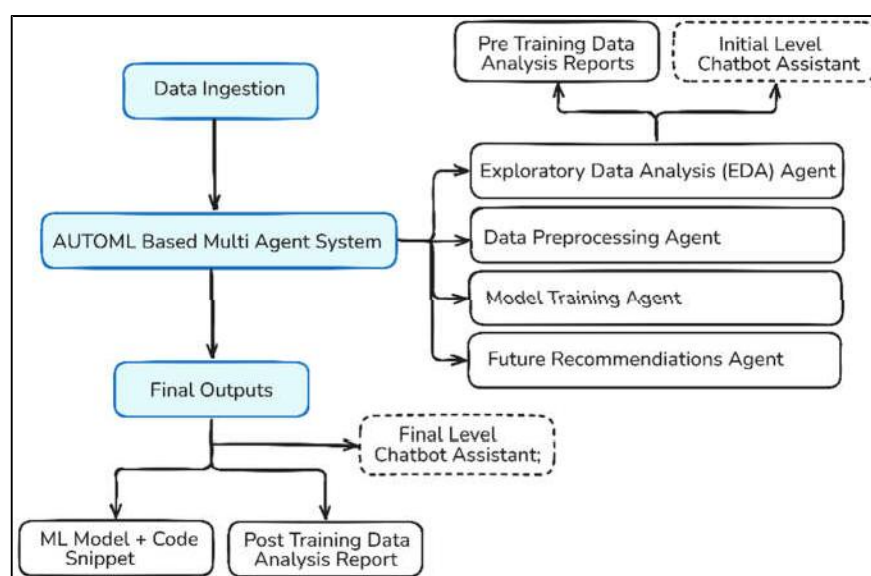 Pre Training Data
Analysis Reports
Initial Level
Chatbot Assistant
Data Ingestion
Exploratory Data Analysis (EDA) Agent
AUTOML Based Multi Agent System
Data Preprocessing Agent
Model Training Agent
Future Recommendiations Agent
Final Outputs
Final Level
Chatbot Assistant;
ML Model + Code
Snippet
Post Training Data
Analysis Report